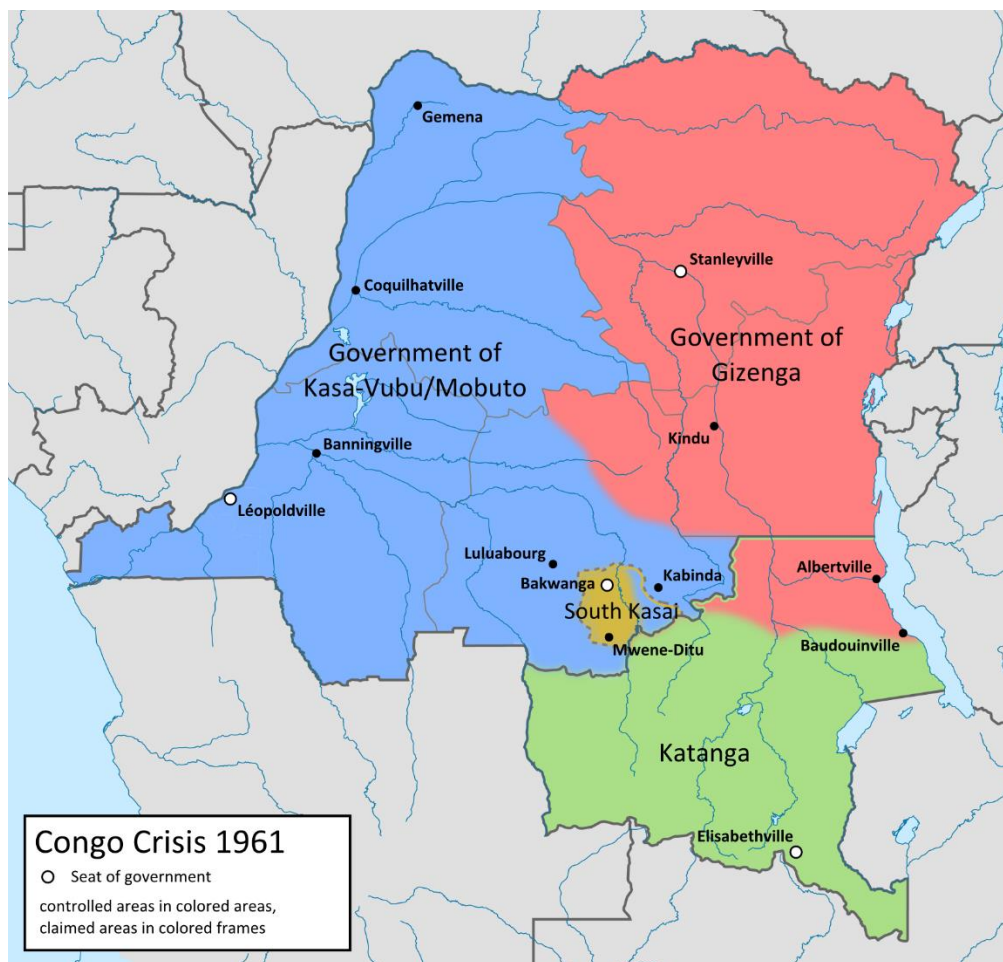 Gemena
Stanleyville
Coquilhatville
Government of
Kasa-Vubu/Mobuto
Government of
Gizenga
Kindu
Banningville
Léopoldville
Luluabourg
Bakwanga
Kabinda
Albertville
South Kasai
Mwene-Ditu
Baudouinville
Katanga
Elisabethville
Congo Crisis 1961
Seat of government
controlled areas in colored areas,
claimed areas in colored frames